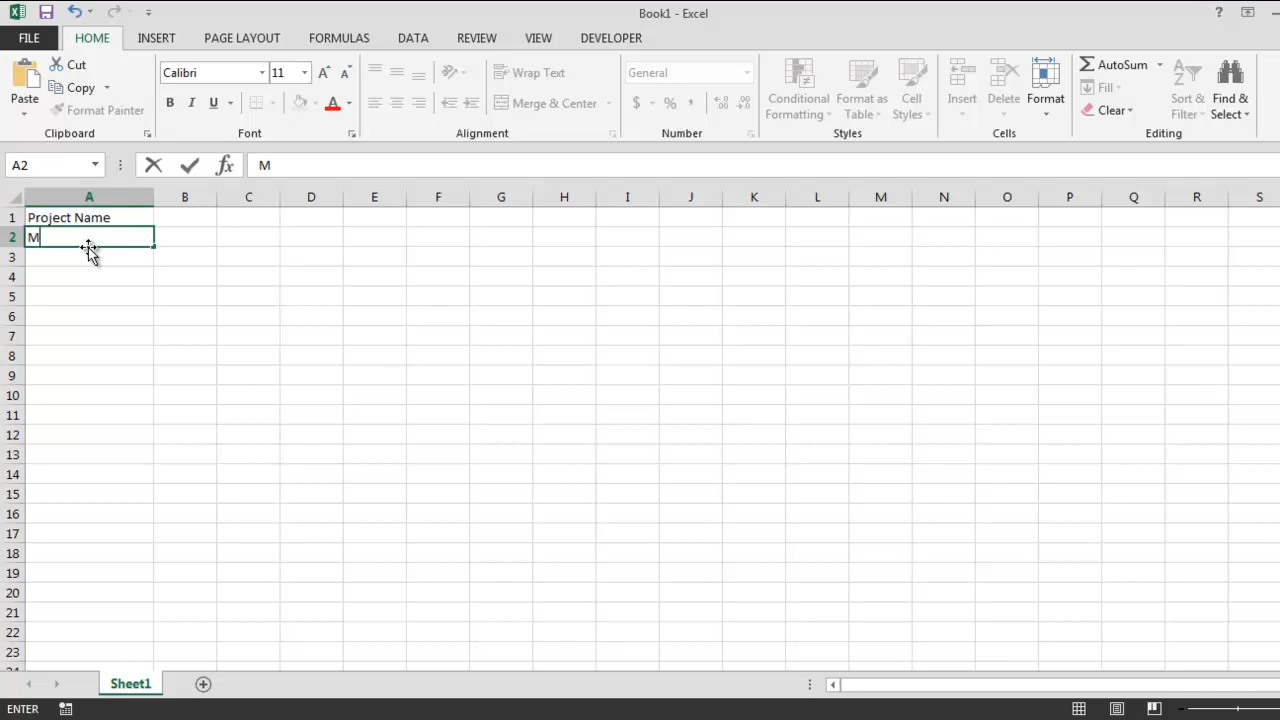 Book1 - Excel
?
FILE HOME INSERT PAGE LAYOUT FORMULAS DATA REVIEW VIEW DEVELOPER
Paste Cut Copy Format Painter
Calibri 11 A A
B I U A
Wrap Text
Merge & Center
General
$ % ,
Conditional Formatting Format as Table Cell Styles
Insert Delete Format
AutoSum Fill Clear
Sort & Filter Find & Select
Clipboard Font Alignment Number Styles Cells Editing
A2 fx M
A B C D E F G H I J K L M N O P Q R S
1 Project Name
2 M
3
4
5
6
7
8
9
10
11
12
13
14
15
16
17
18
19
20
21
22
23
Sheet1
ENTER